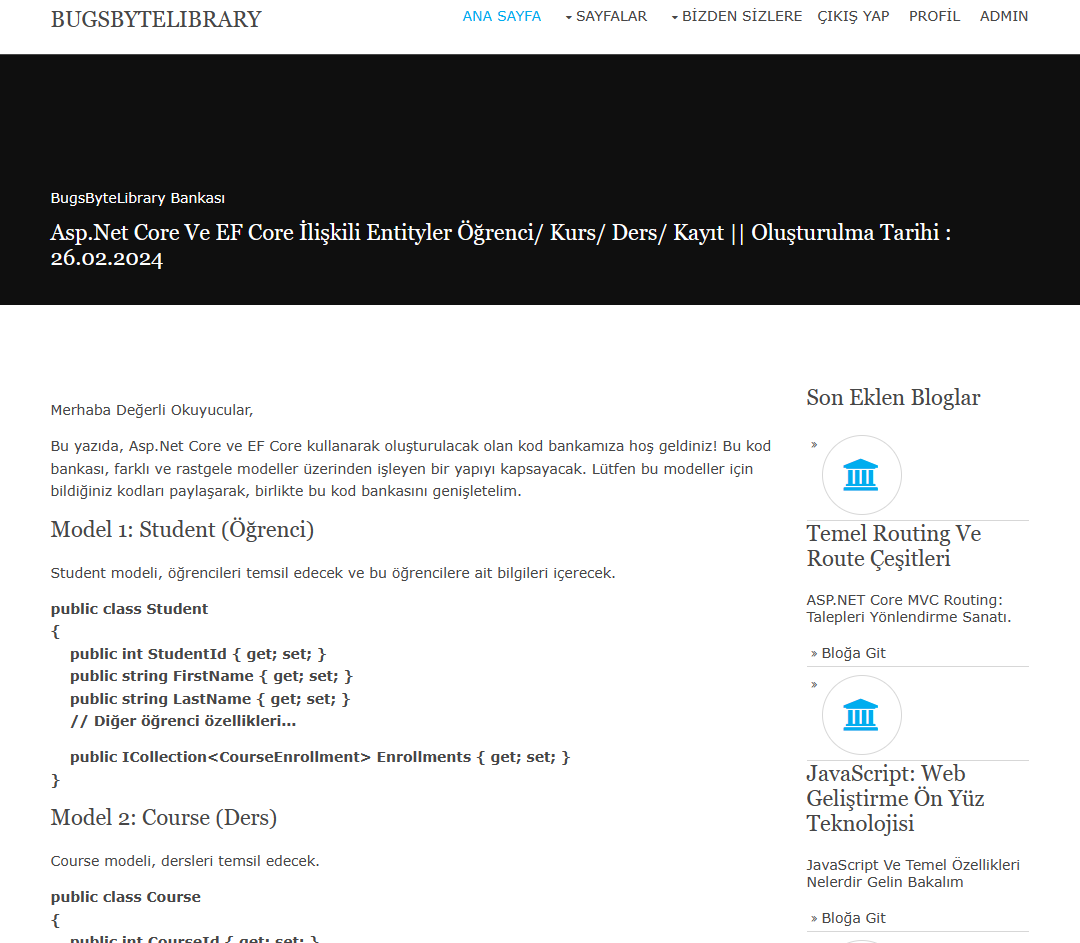 BUGSBYTELIBRARY
ANA SAYFA SAYFALAR BİZDEN SİZLERE ÇIKIŞ YAP PROFİL ADMIN
BugsByteLibrary Bankası
Asp.Net Core Ve EF Core İlişkili Entityler Öğrenci/ Kurs/ Ders/ Kayıt || Oluşturulma Tarihi :
26.02.2024
Merhaba Değerli Okuyucular,
Bu yazıda, Asp.Net Core ve EF Core kullanarak oluşturulacak olan kod bankamıza hoş geldiniz! Bu kod
bankası, farklı ve rastgele modeller üzerinden işleyen bir yapıyı kapsayacak. Lütfen bu modeller için
bildiğiniz kodları paylaşarak, birlikte bu kod bankasını genişletelim.
Model 1: Student (Öğrenci)
Student modeli, öğrencileri temsil edecek ve bu öğrencilere ait bilgileri içerecek.
public class Student
{
public int StudentId { get; set; }
public string FirstName { get; set; }
public string LastName { get; set; }
// Diğer öğrenci özellikleri...
public ICollection<CourseEnrollment> Enrollments { get; set; }
}
Model 2: Course (Ders)
Course modeli, dersleri temsil edecek.
public class Course
{
public int CourseId { get; set; }
Son Eklen Bloglar
»
Temel Routing Ve
Route Çeşitleri
ASP.NET Core MVC Routing:
Talepleri Yönlendirme Sanatı.
» Bloğa Git
»
JavaScript: Web
Geliştirme Ön Yüz
Teknolojisi
JavaScript Ve Temel Özellikleri
Nelerdir Gelin Bakalım
» Bloğa Git